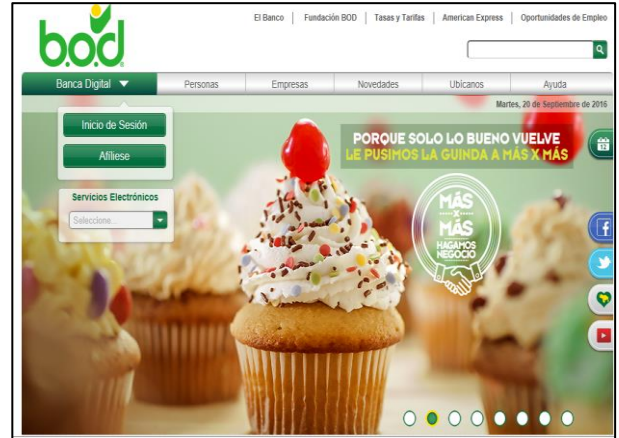 El Banco | Fundación BOD | Tasas y Tarifas | American Express | Oportunidades de Empleo
b.o.d
Banca Digital Personas Empresas Novedades Ubícanos Ayuda
Martes, 20 de Septiembre de 2016
Inicio de Sesión
Afíliese
Servicios Electrónicos
Seleccione...
PORQUE SOLO LO BUENO VUELVE
LE PUSIMOS LA GUINDA A MÁS X MÁS
MÁS
X
MÁS
HAGAMOS
NEGOCIO